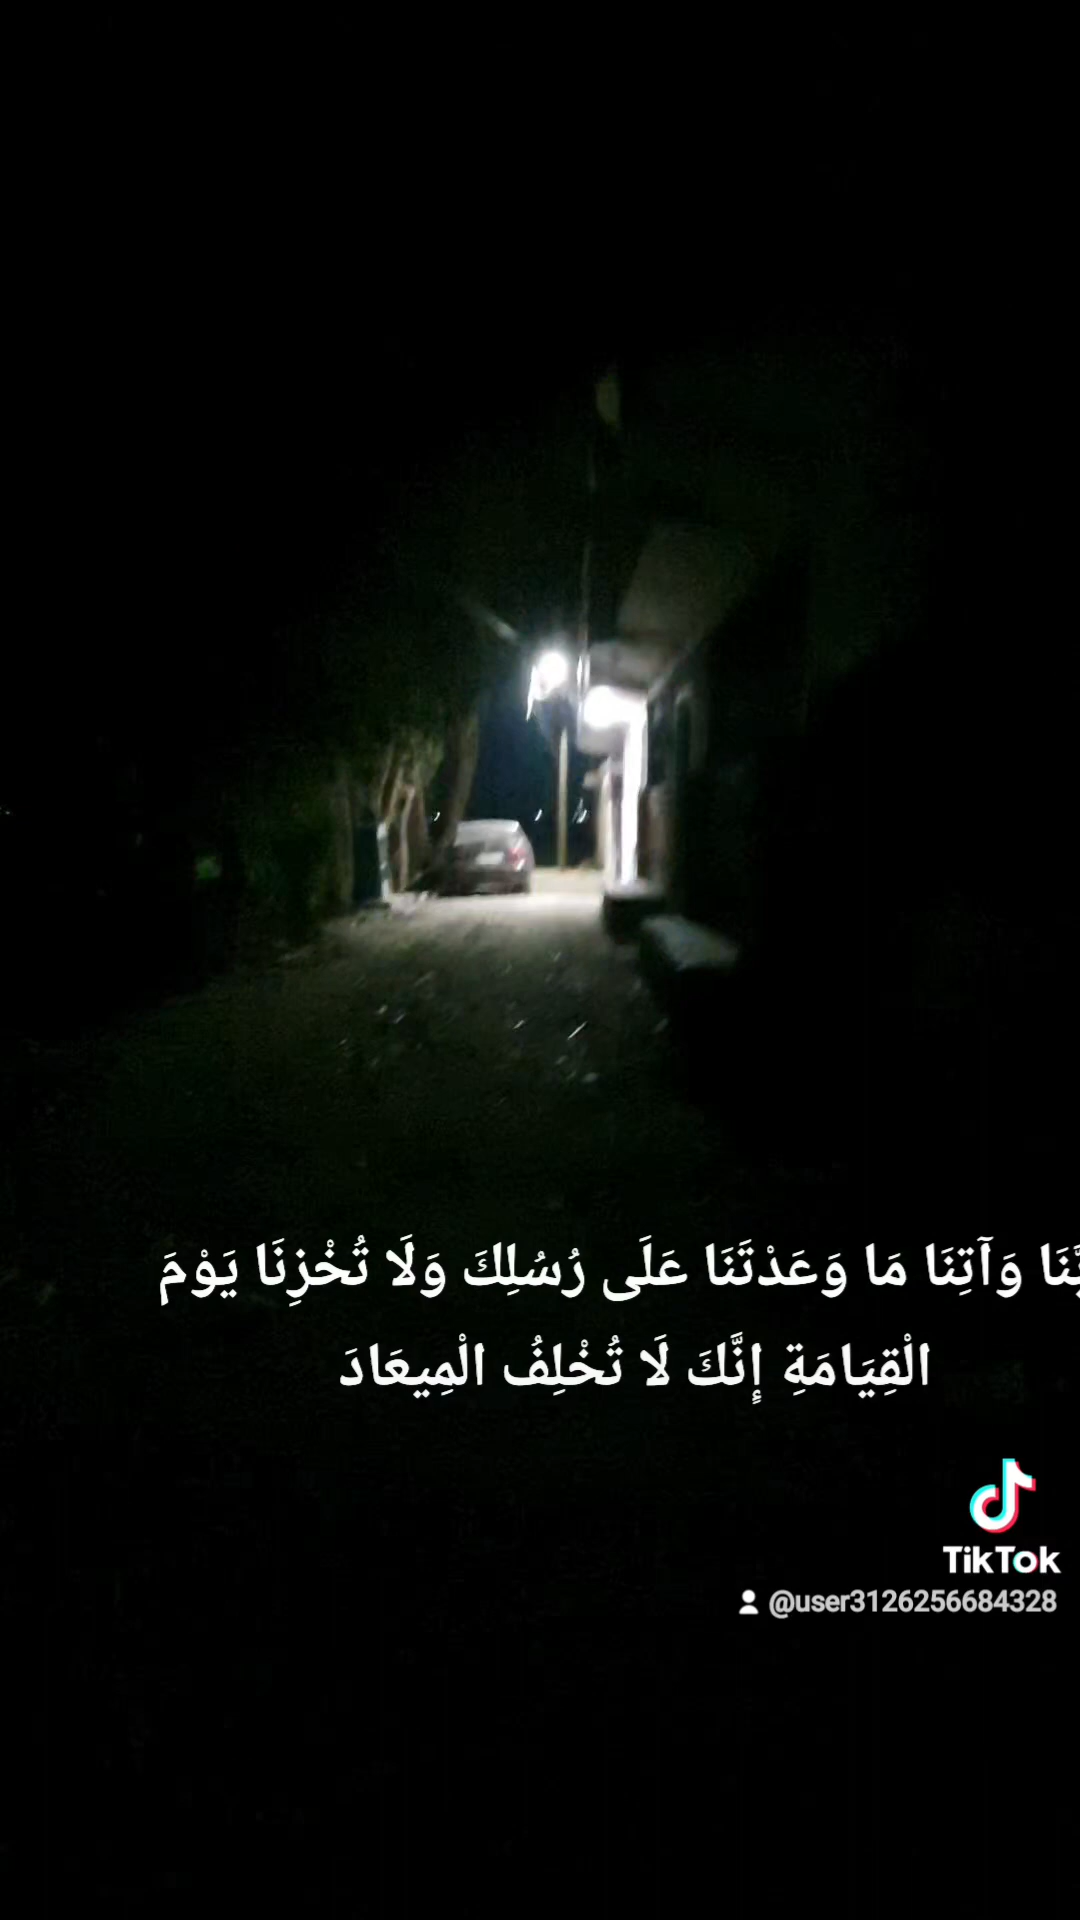 وَآتِنَا مَا وَعَدْتَنَا عَلَى رُسُلِكَ وَلَا تُخْزِنَا يَوْمَ
الْقِيَامَةِ إِنَّكَ لَا تُخْلِفُ الْمِيعَادَ
TikTok
@user3126256684328